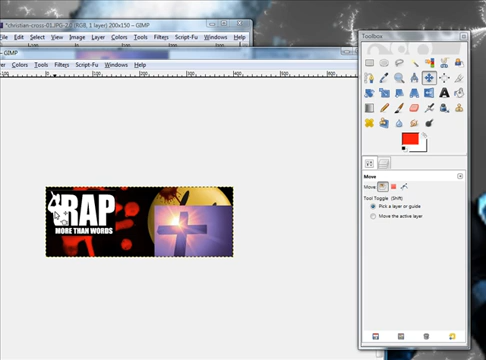 *christian-cross-01.JPG-2.0 (RGB, 1 layer) 200x150 – GIMP
File Edit Select View Image Layer Colors Tools Filters Script-Fu Windows Help
– GIMP
Colors Tools Filters Script-Fu Windows Help
RAP
MORE THAN WORDS
Toolbox
Move
Move:
Tool Toggle (Shift)
Pick a layer or guide
Move the active layer